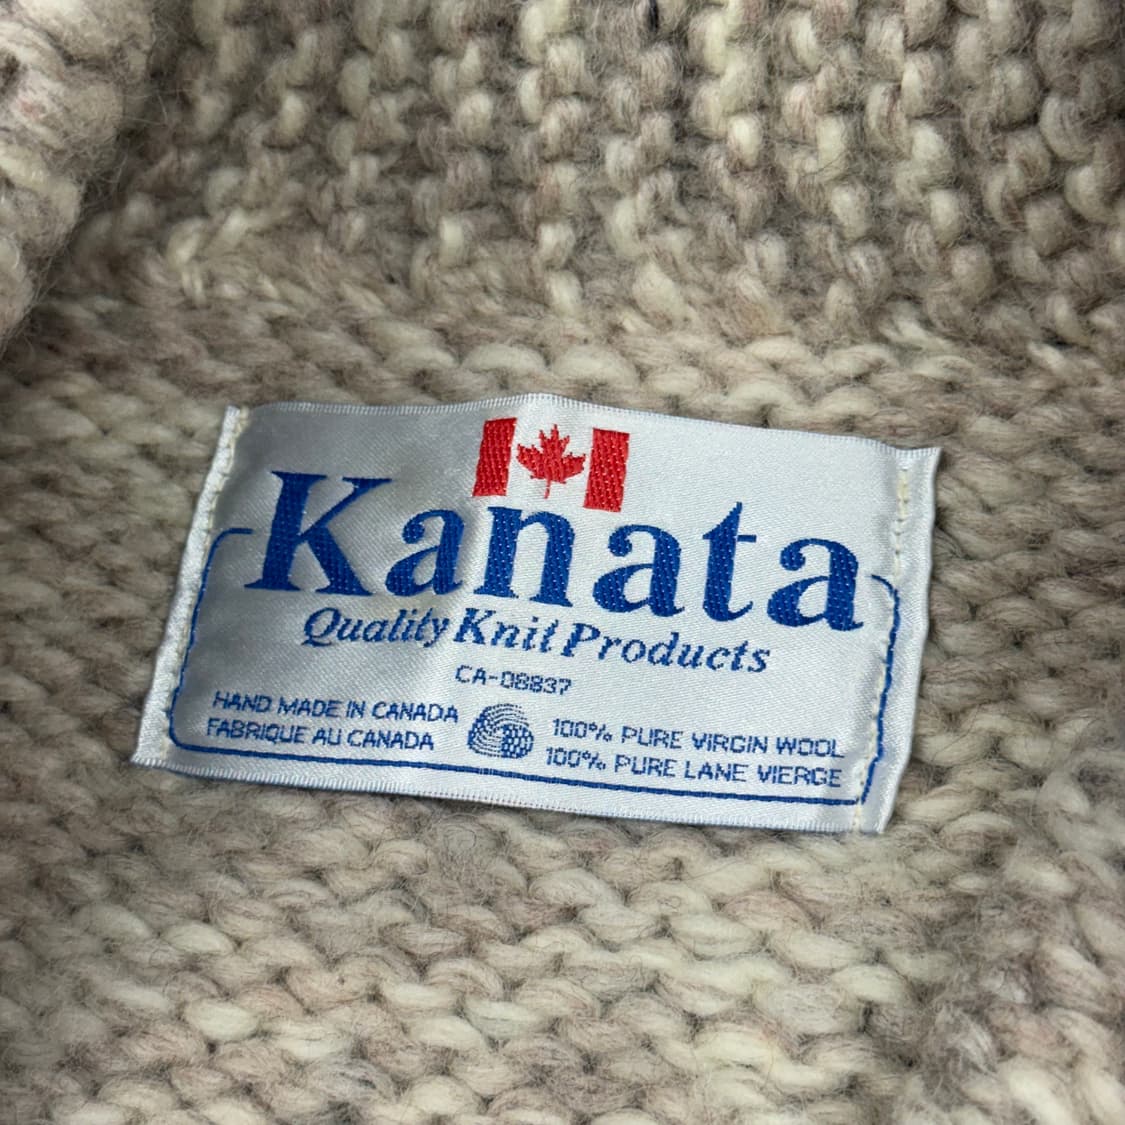 Kanata
Quality Knit Products
CA-08837
HAND MADE IN CANADA
FABRIQUE AU CANADA
100% PURE VIRGIN WOOL
100% PURE LANE VIERGE